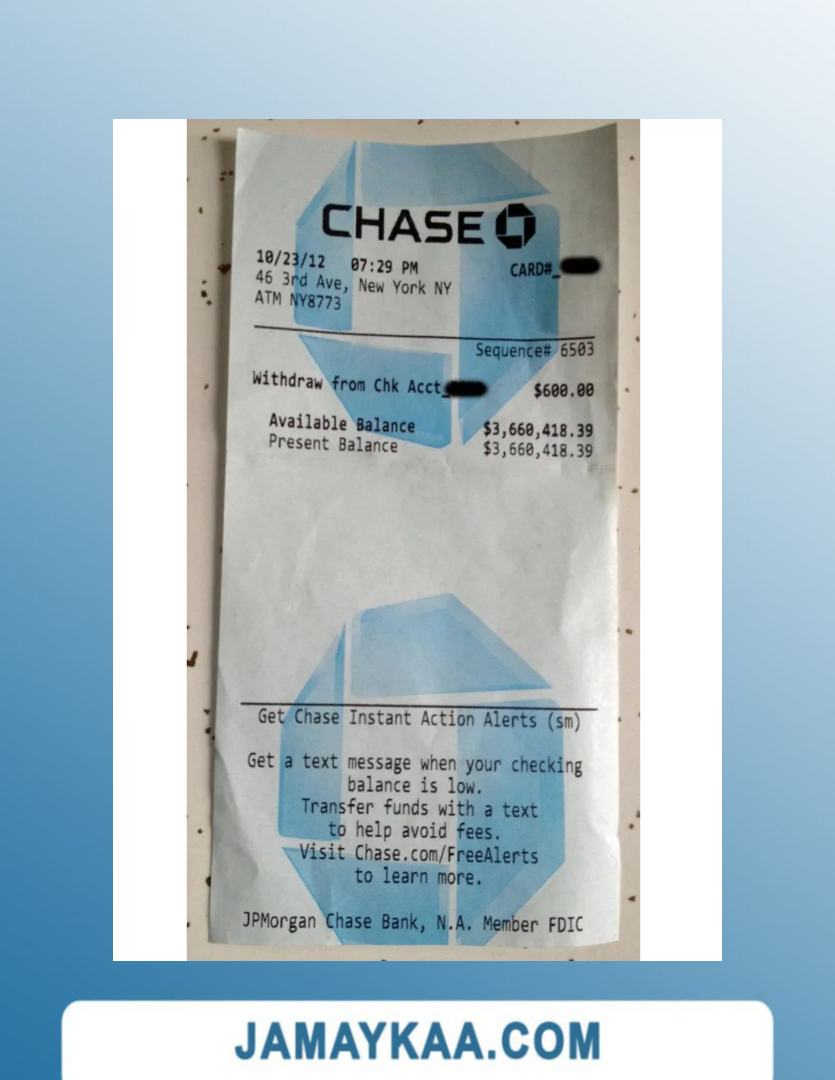 CHASE
10/23/12 07:29 PM CARD#_
46 3rd Ave, New York NY
ATM NY8773
Sequence# 6503
Withdraw from Chk Acct_ $600.00
Available Balance $3,660,418.39
Present Balance $3,660,418.39
Get Chase Instant Action Alerts (sm)
Get a text message when your checking
balance is low.
Transfer funds with a text
to help avoid fees.
Visit Chase.com/FreeAlerts
to learn more.
JPMorgan Chase Bank, N.A. Member FDIC
JAMAYKAA.COM